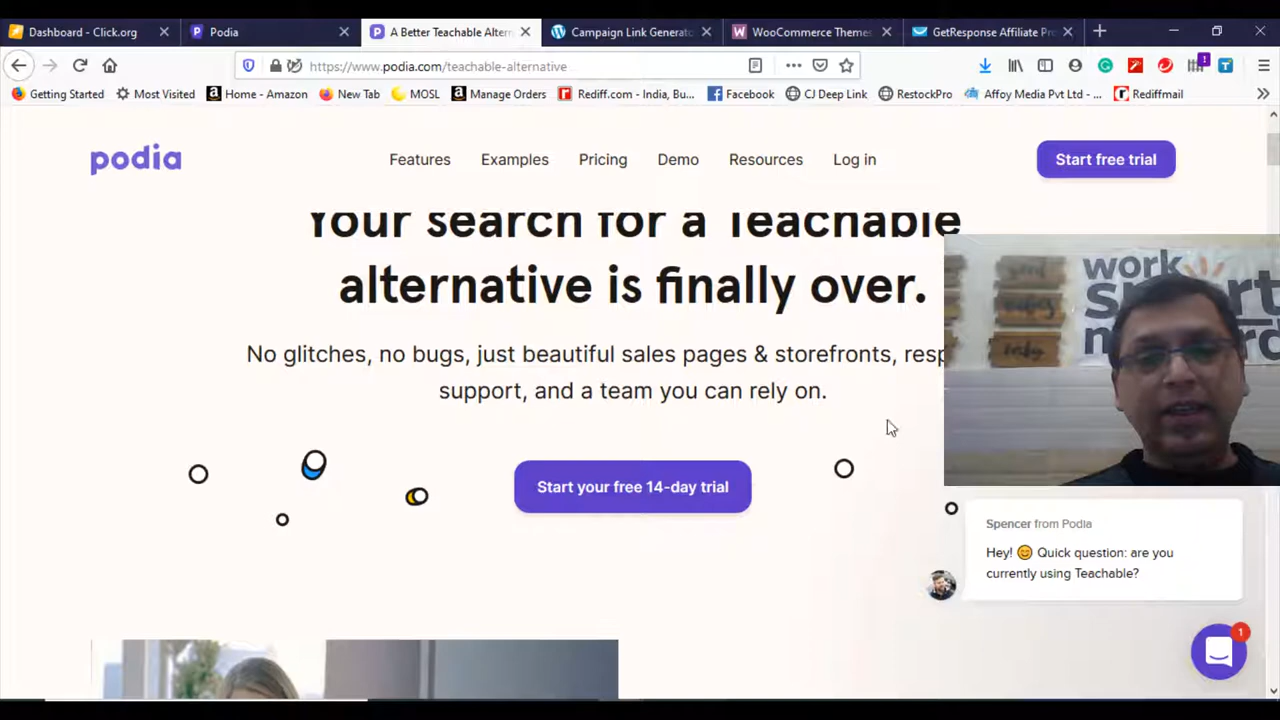 Dashboard - Click.org
Podia
A Better Teachable Altern
Campaign Link Generato
WooCommerce Themes
GetResponse Affiliate Pr
https://www.podia.com/teachable-alternative
Getting Started
Most Visited
Home - Amazon
New Tab
MOSL
Manage Orders
Rediff.com - India, Bu...
Facebook
CJ Deep Link
RestockPro
Affoy Media Pvt Ltd - ...
Rediffmail
podia
Features
Examples
Pricing
Demo
Resources
Log in
Start free trial
Your search for a Teachable
alternative is finally over.
No glitches, no bugs, just beautiful sales pages & storefronts, resp
support, and a team you can rely on.
Start your free 14-day trial
work
Spencer from Podia
Hey! 😊 Quick question: are you
currently using Teachable?
1